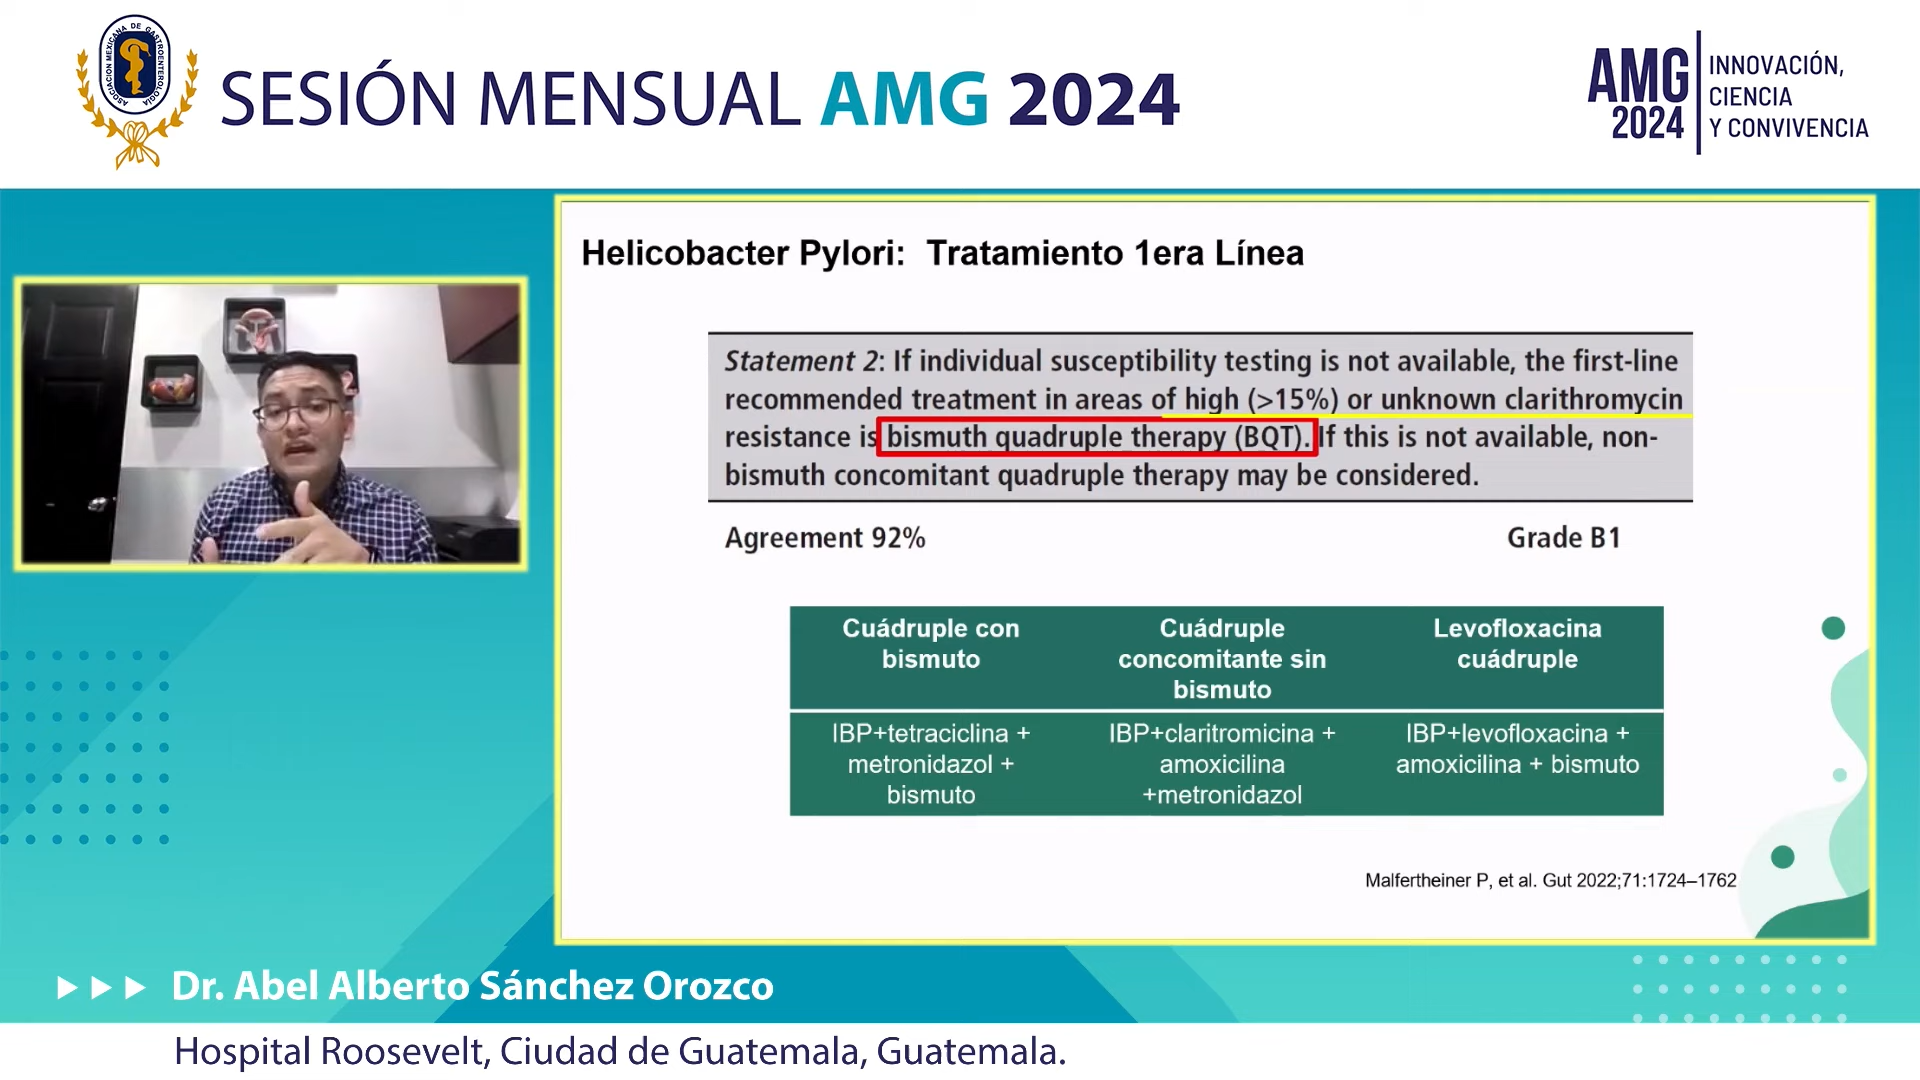 ASOCIACION MEXICANA DE GASTROENTEROLOGÍA
SESIÓN MENSUAL AMG 2024
AMG
2024
INNOVACIÓN,
CIENCIA
Y CONVIVENCIA
Helicobacter Pylori: Tratamiento 1era Línea
Statement 2: If individual susceptibility testing is not available, the first-line
recommended treatment in areas of high (>15%) or unknown clarithromycin
resistance is bismuth quadruple therapy (BQT). If this is not available, non-
bismuth concomitant quadruple therapy may be considered.
Agreement 92%
Grade B1
Cuádruple con
bismuto
Cuádruple
concomitante sin
bismuto
Levofloxacina
cuádruple
IBP+tetraciclina +
metronidazol +
bismuto
IBP+claritromicina +
amoxicilina
+metronidazol
IBP+levofloxacina +
amoxicilina + bismuto
Malfertheiner P, et al. Gut 2022;71:1724–1762
Dr. Abel Alberto Sánchez Orozco
Hospital Roosevelt, Ciudad de Guatemala, Guatemala.